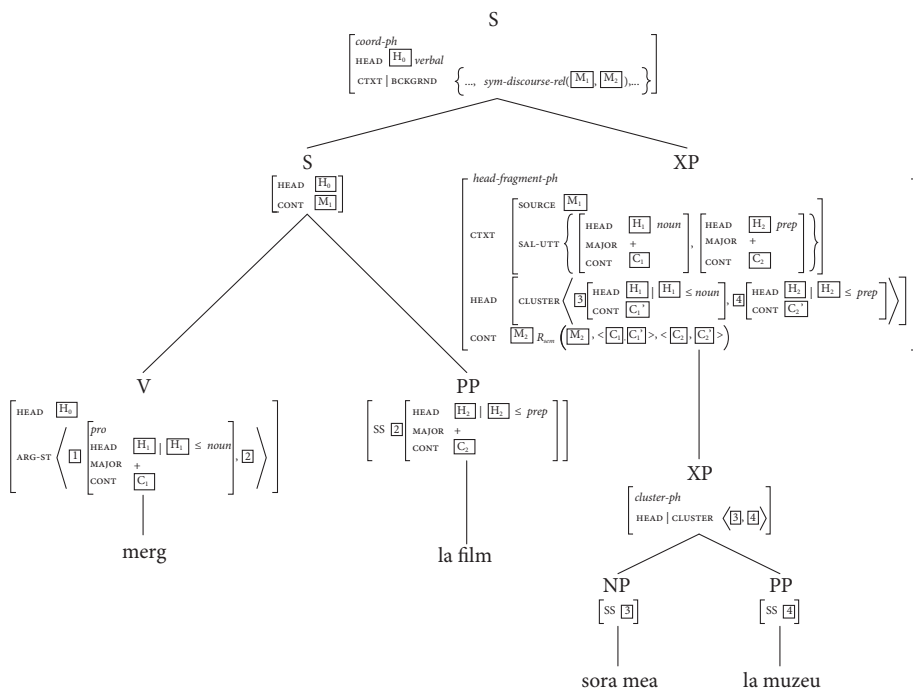 S
coord-ph
HEAD H₀ verbal
CTXT | BCKGRND {..., sym-discourse-rel(M₁, M₂),...}
S
HEAD H₀
CONT M₁
XP
head-fragment-ph
CTXT
SOURCE M₁
SAL-UTT
HEAD H₁ noun
MAJOR +
CONT C₁
,
HEAD H₂ prep
MAJOR +
CONT C₂
HEAD
CLUSTER
3
HEAD H₁ | H₁ ≤ noun
CONT C₁’
, 4
HEAD H₂ | H₂ ≤ prep
CONT C₂’
CONT M₂ Rsem (M₂, < C₁, C₁’ >, < C₂, C₂’ >)
V
HEAD H₀
ARG-ST
1
pro
HEAD H₁ | H₁ ≤ noun
MAJOR +
CONT C₁
, 2
merg
PP
SS 2
HEAD H₂ | H₂ ≤ prep
MAJOR +
CONT C₂
la film
XP
cluster-ph
HEAD | CLUSTER ⟨3, 4⟩
NP
SS 3
sora mea
PP
SS 4
la muzeu